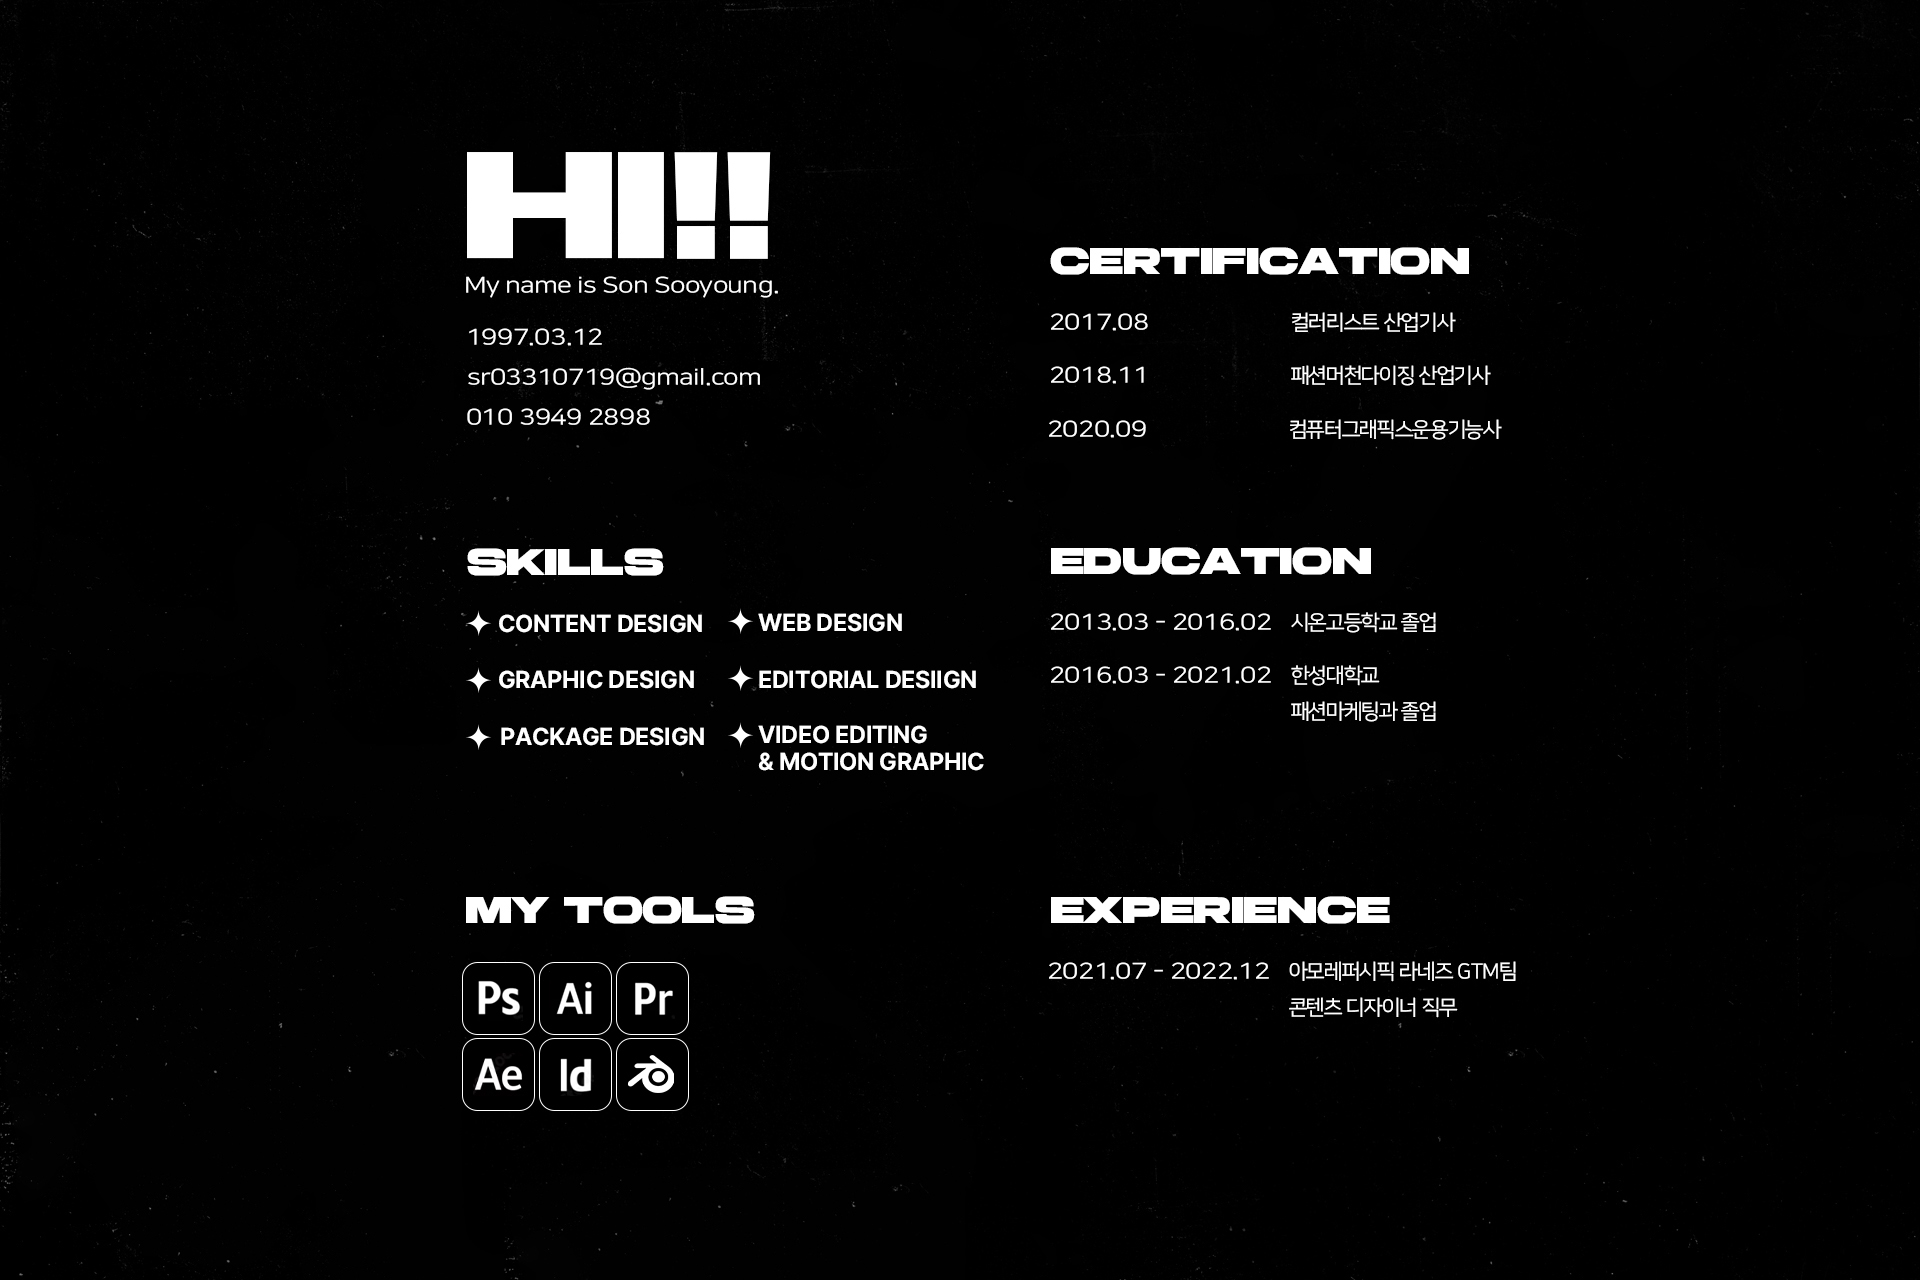 HI!!
My name is Son Sooyoung.
1997.03.12
sr03310719@gmail.com
010 3949 2898
SKILLS
CONTENT DESIGN
GRAPHIC DESIGN
PACKAGE DESIGN
WEB DESIGN
EDITORIAL DESIIGN
VIDEO EDITING
& MOTION GRAPHIC
MY TOOLS
Ps Ai Pr
Ae Id
CERTIFICATION
2017.08 컬러리스트 산업기사
2018.11 패션머천다이징 산업기사
2020.09 컴퓨터그래픽스운용기능사
EDUCATION
2013.03 - 2016.02 시온고등학교 졸업
2016.03 - 2021.02 한성대학교
패션마케팅과 졸업
EXPERIENCE
2021.07 - 2022.12 아모레퍼시픽 라네즈 GTM팀
콘텐츠 디자이너 직무